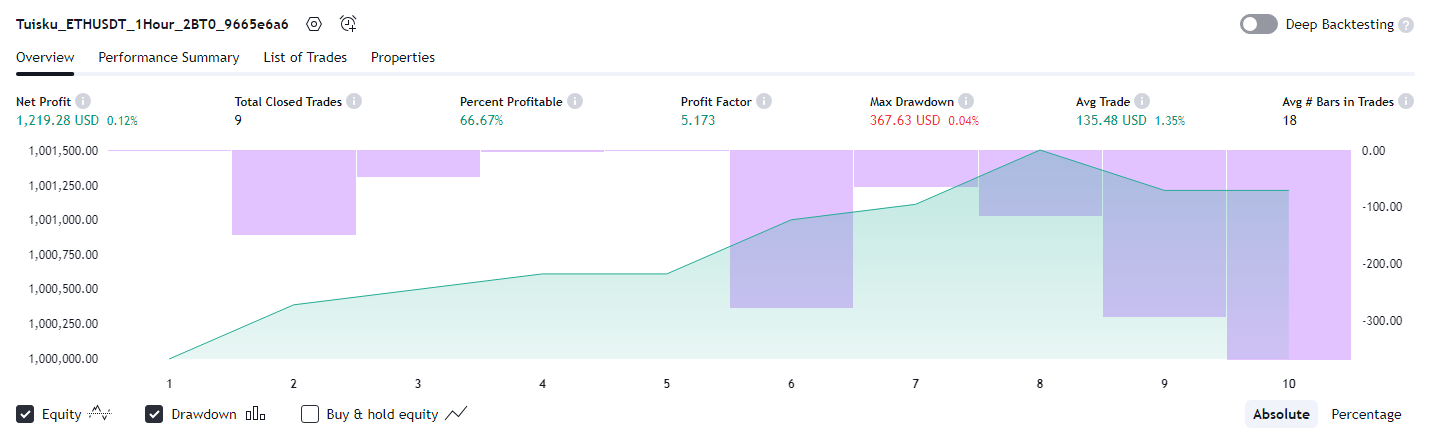 Tuisku_ETHUSDT_1Hour_2BT0_9665e6a6
Deep Backtesting ?
Overview Performance Summary List of Trades Properties
Net Profit Total Closed Trades Percent Profitable Profit Factor Max Drawdown Avg Trade Avg # Bars in Trades
1,219.28 USD 0.12% 9 66.67% 5.173 367.63 USD 0.04% 135.48 USD 1.35% 18
1,001,500.00 0.00
1,001,250.00
1,001,000.00 -100.00
1,000,750.00
1,000,500.00 -200.00
1,000,250.00 -300.00
1,000,000.00
1 2 3 4 5 6 7 8 9 10
Equity Drawdown Buy & hold equity Absolute Percentage